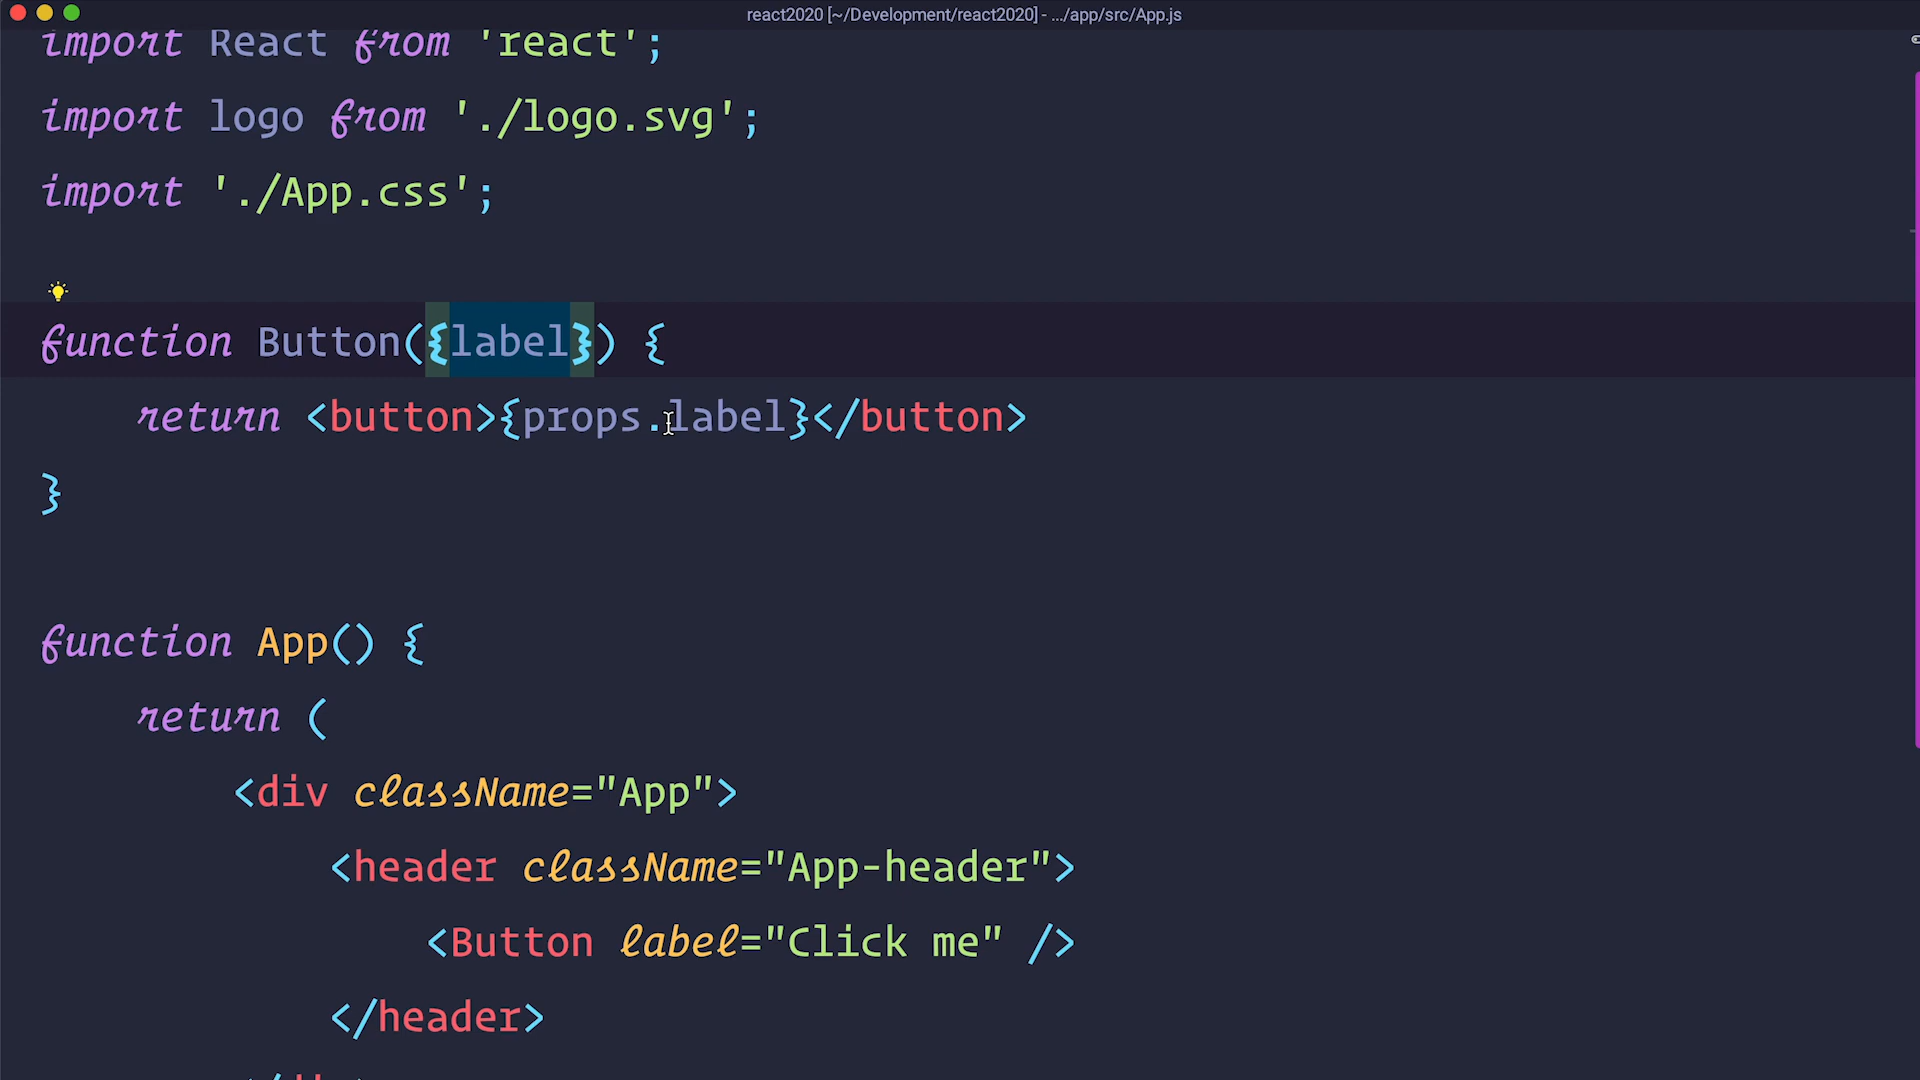 react2020 [~/Development/react2020] - .../app/src/App.js
import React from 'react';
import logo from './logo.svg';
import './App.css';
function Button({label}) {
return <button>{props.label}</button>
}
function App() {
return (
<div className="App">
<header className="App-header">
<Button label="Click me" />
</header>